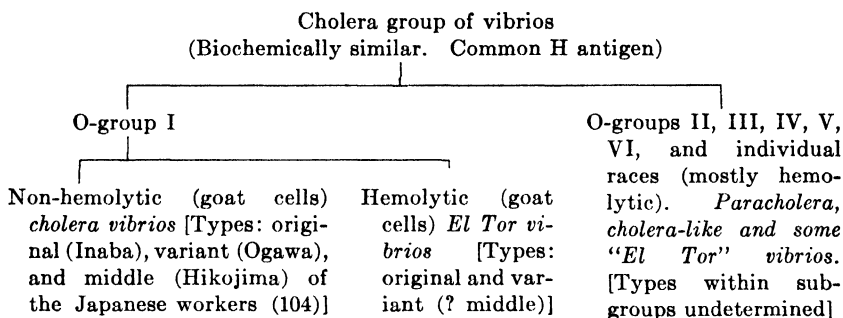 Cholera group of vibrios
(Biochemically similar. Common H antigen)
O-group I
Non-hemolytic (goat cells)
cholera vibrios [Types: origi-
nal (Inaba), variant (Ogawa),
and middle (Hikojima) of
the Japanese workers (104)]
Hemolytic (goat
cells) El Tor vi-
brios [Types:
original and var-
iant (? middle)]
O-groups II, III, IV, V,
VI, and individual
races (mostly hemo-
lytic). Paracholera,
cholera-like and some
“El Tor” vibrios.
[Types within sub-
groups undetermined]